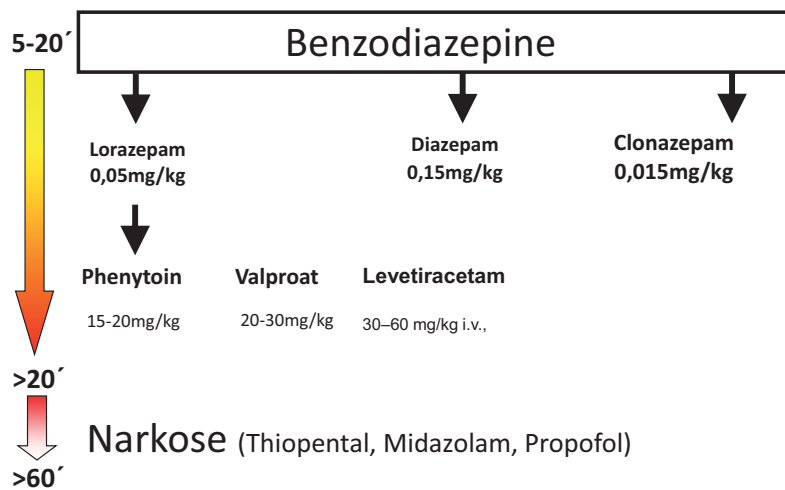 5-20´
Benzodiazepine
Lorazepam
0,05mg/kg
Diazepam
0,15mg/kg
Clonazepam
0,015mg/kg
Phenytoin
15-20mg/kg
Valproat
20-30mg/kg
Levetiracetam
30–60 mg/kg i.v.,
>20´
Narkose (Thiopental, Midazolam, Propofol)
>60´